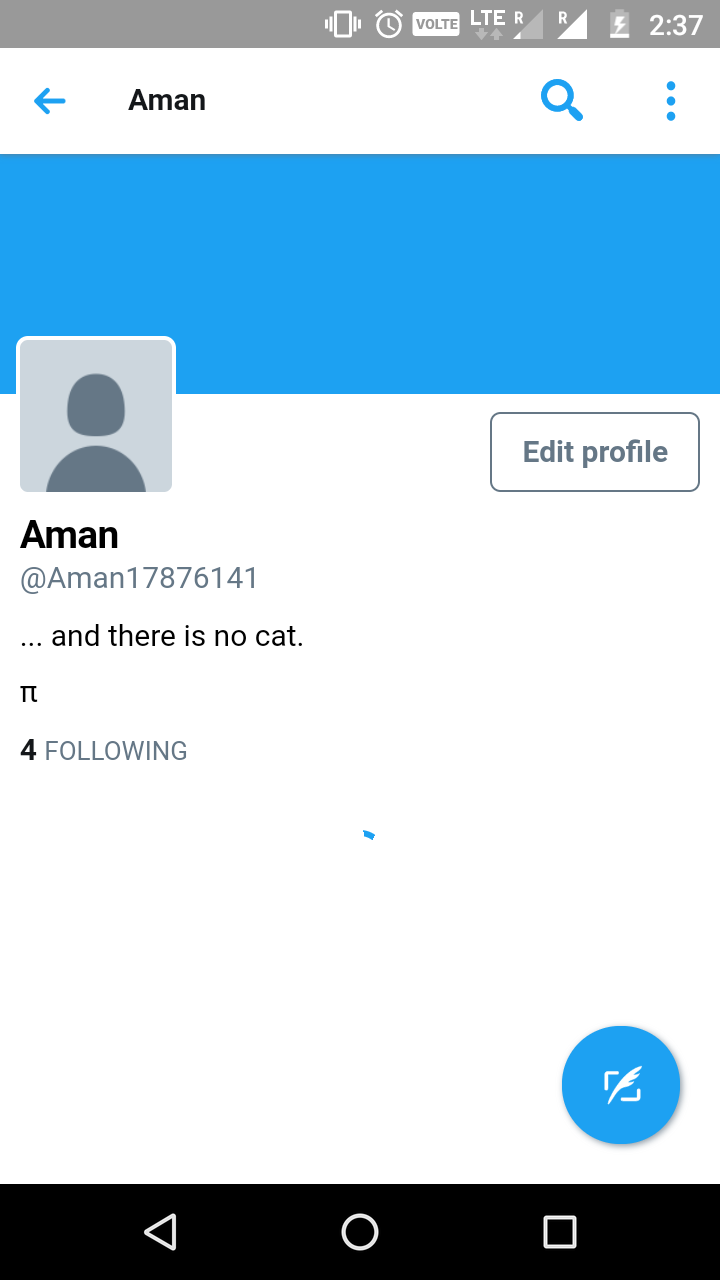 VOLTE LTE R R 2:37
Aman
Edit profile
Aman
@Aman17876141
... and there is no cat.
π
4 FOLLOWING